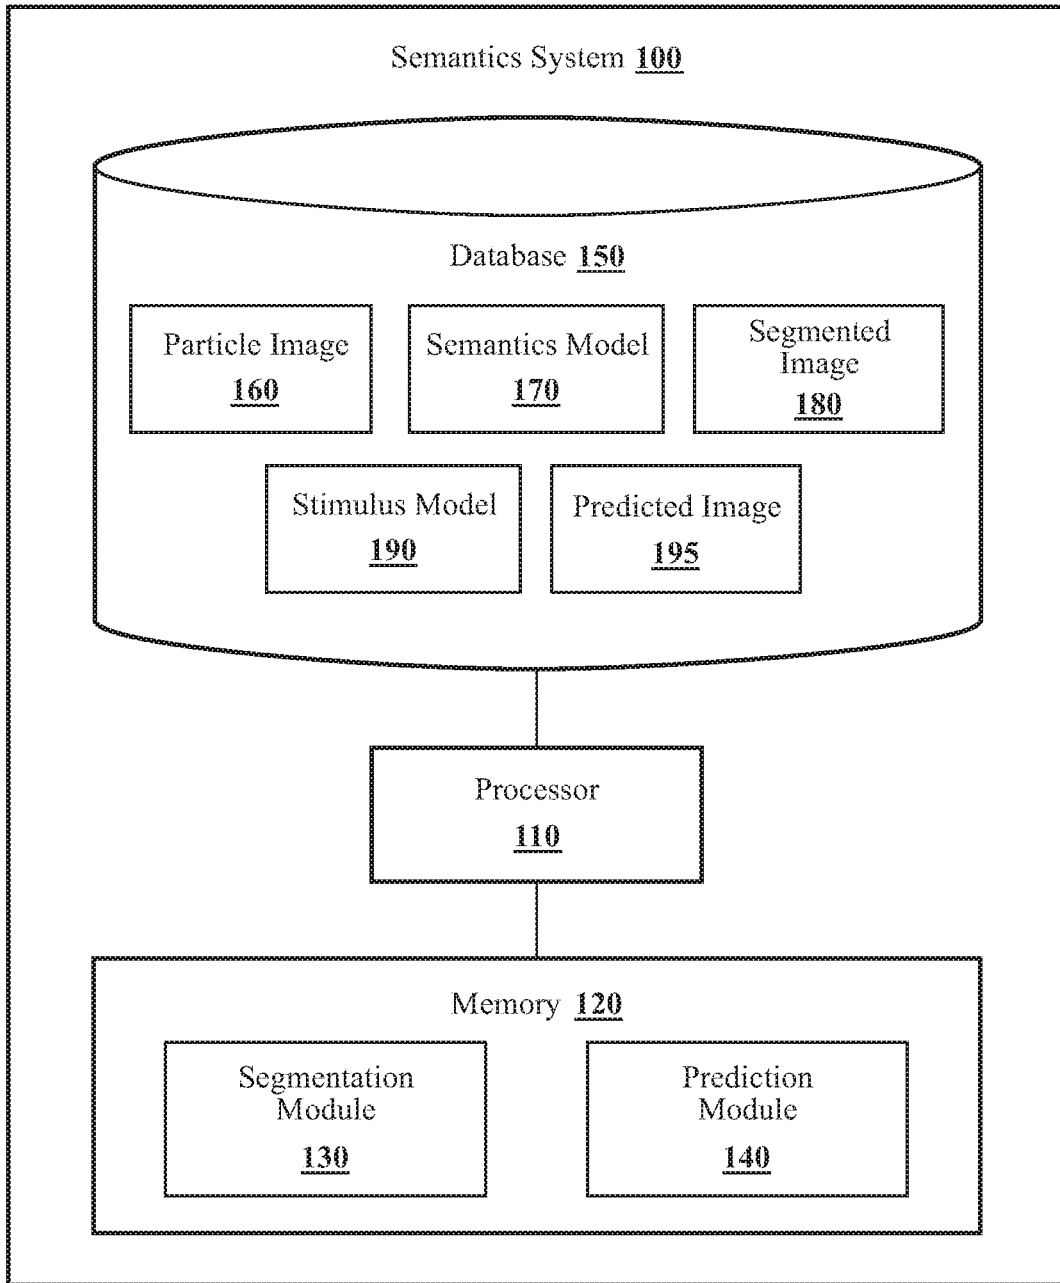 Semantics System 100
Database 150
Particle Image
160
Semantics Model
170
Segmented
Image
180
Stimulus Model
190
Predicted Image
195
Processor
110
Memory 120
Segmentation
Module
130
Prediction
Module
140